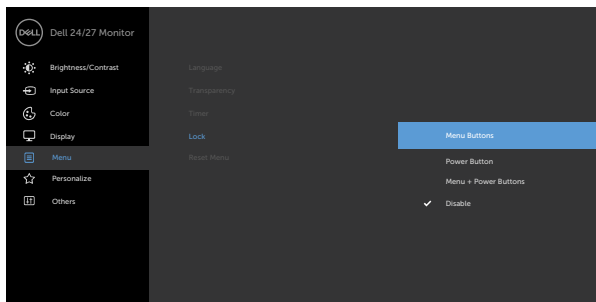 DELL
Dell 24/27 Monitor
Brightness/Contrast
Input Source
Color
Display
Menu
Personalize
Others
Language
Transparency
Timer
Lock
Reset Menu
Menu Buttons
Power Button
Menu + Power Buttons
Disable